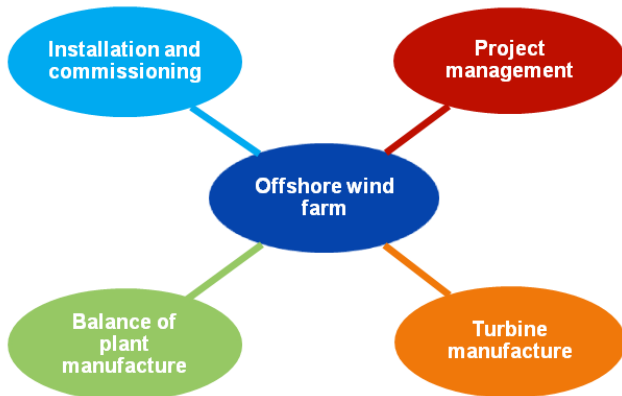 Installation and
commissioning
Project
management
Offshore wind
farm
Balance of
plant
manufacture
Turbine
manufacture